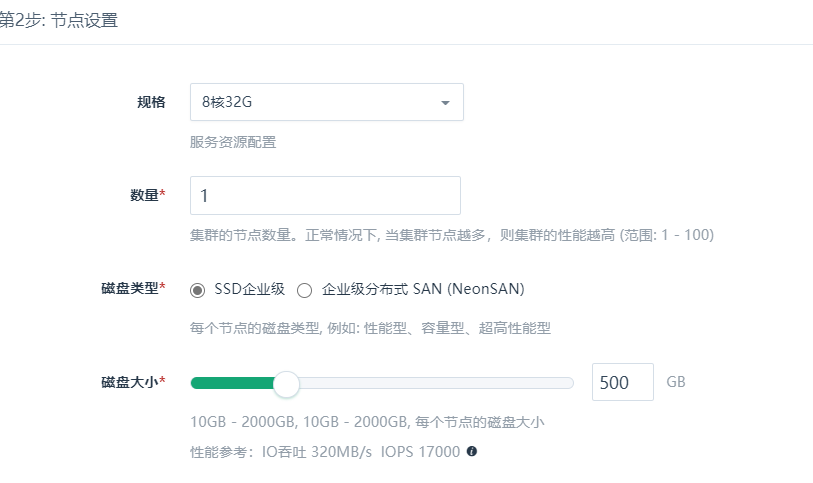 第2步: 节点设置
规格 8核32G
服务资源配置
数量* 1
集群的节点数量。正常情况下, 当集群节点越多，则集群的性能越高 (范围: 1 - 100)
磁盘类型* SSD企业级 企业级分布式 SAN (NeonSAN)
每个节点的磁盘类型, 例如: 性能型、容量型、超高性能型
磁盘大小* 500 GB
10GB - 2000GB, 10GB - 2000GB, 每个节点的磁盘大小
性能参考：IO吞吐 320MB/s IOPS 17000